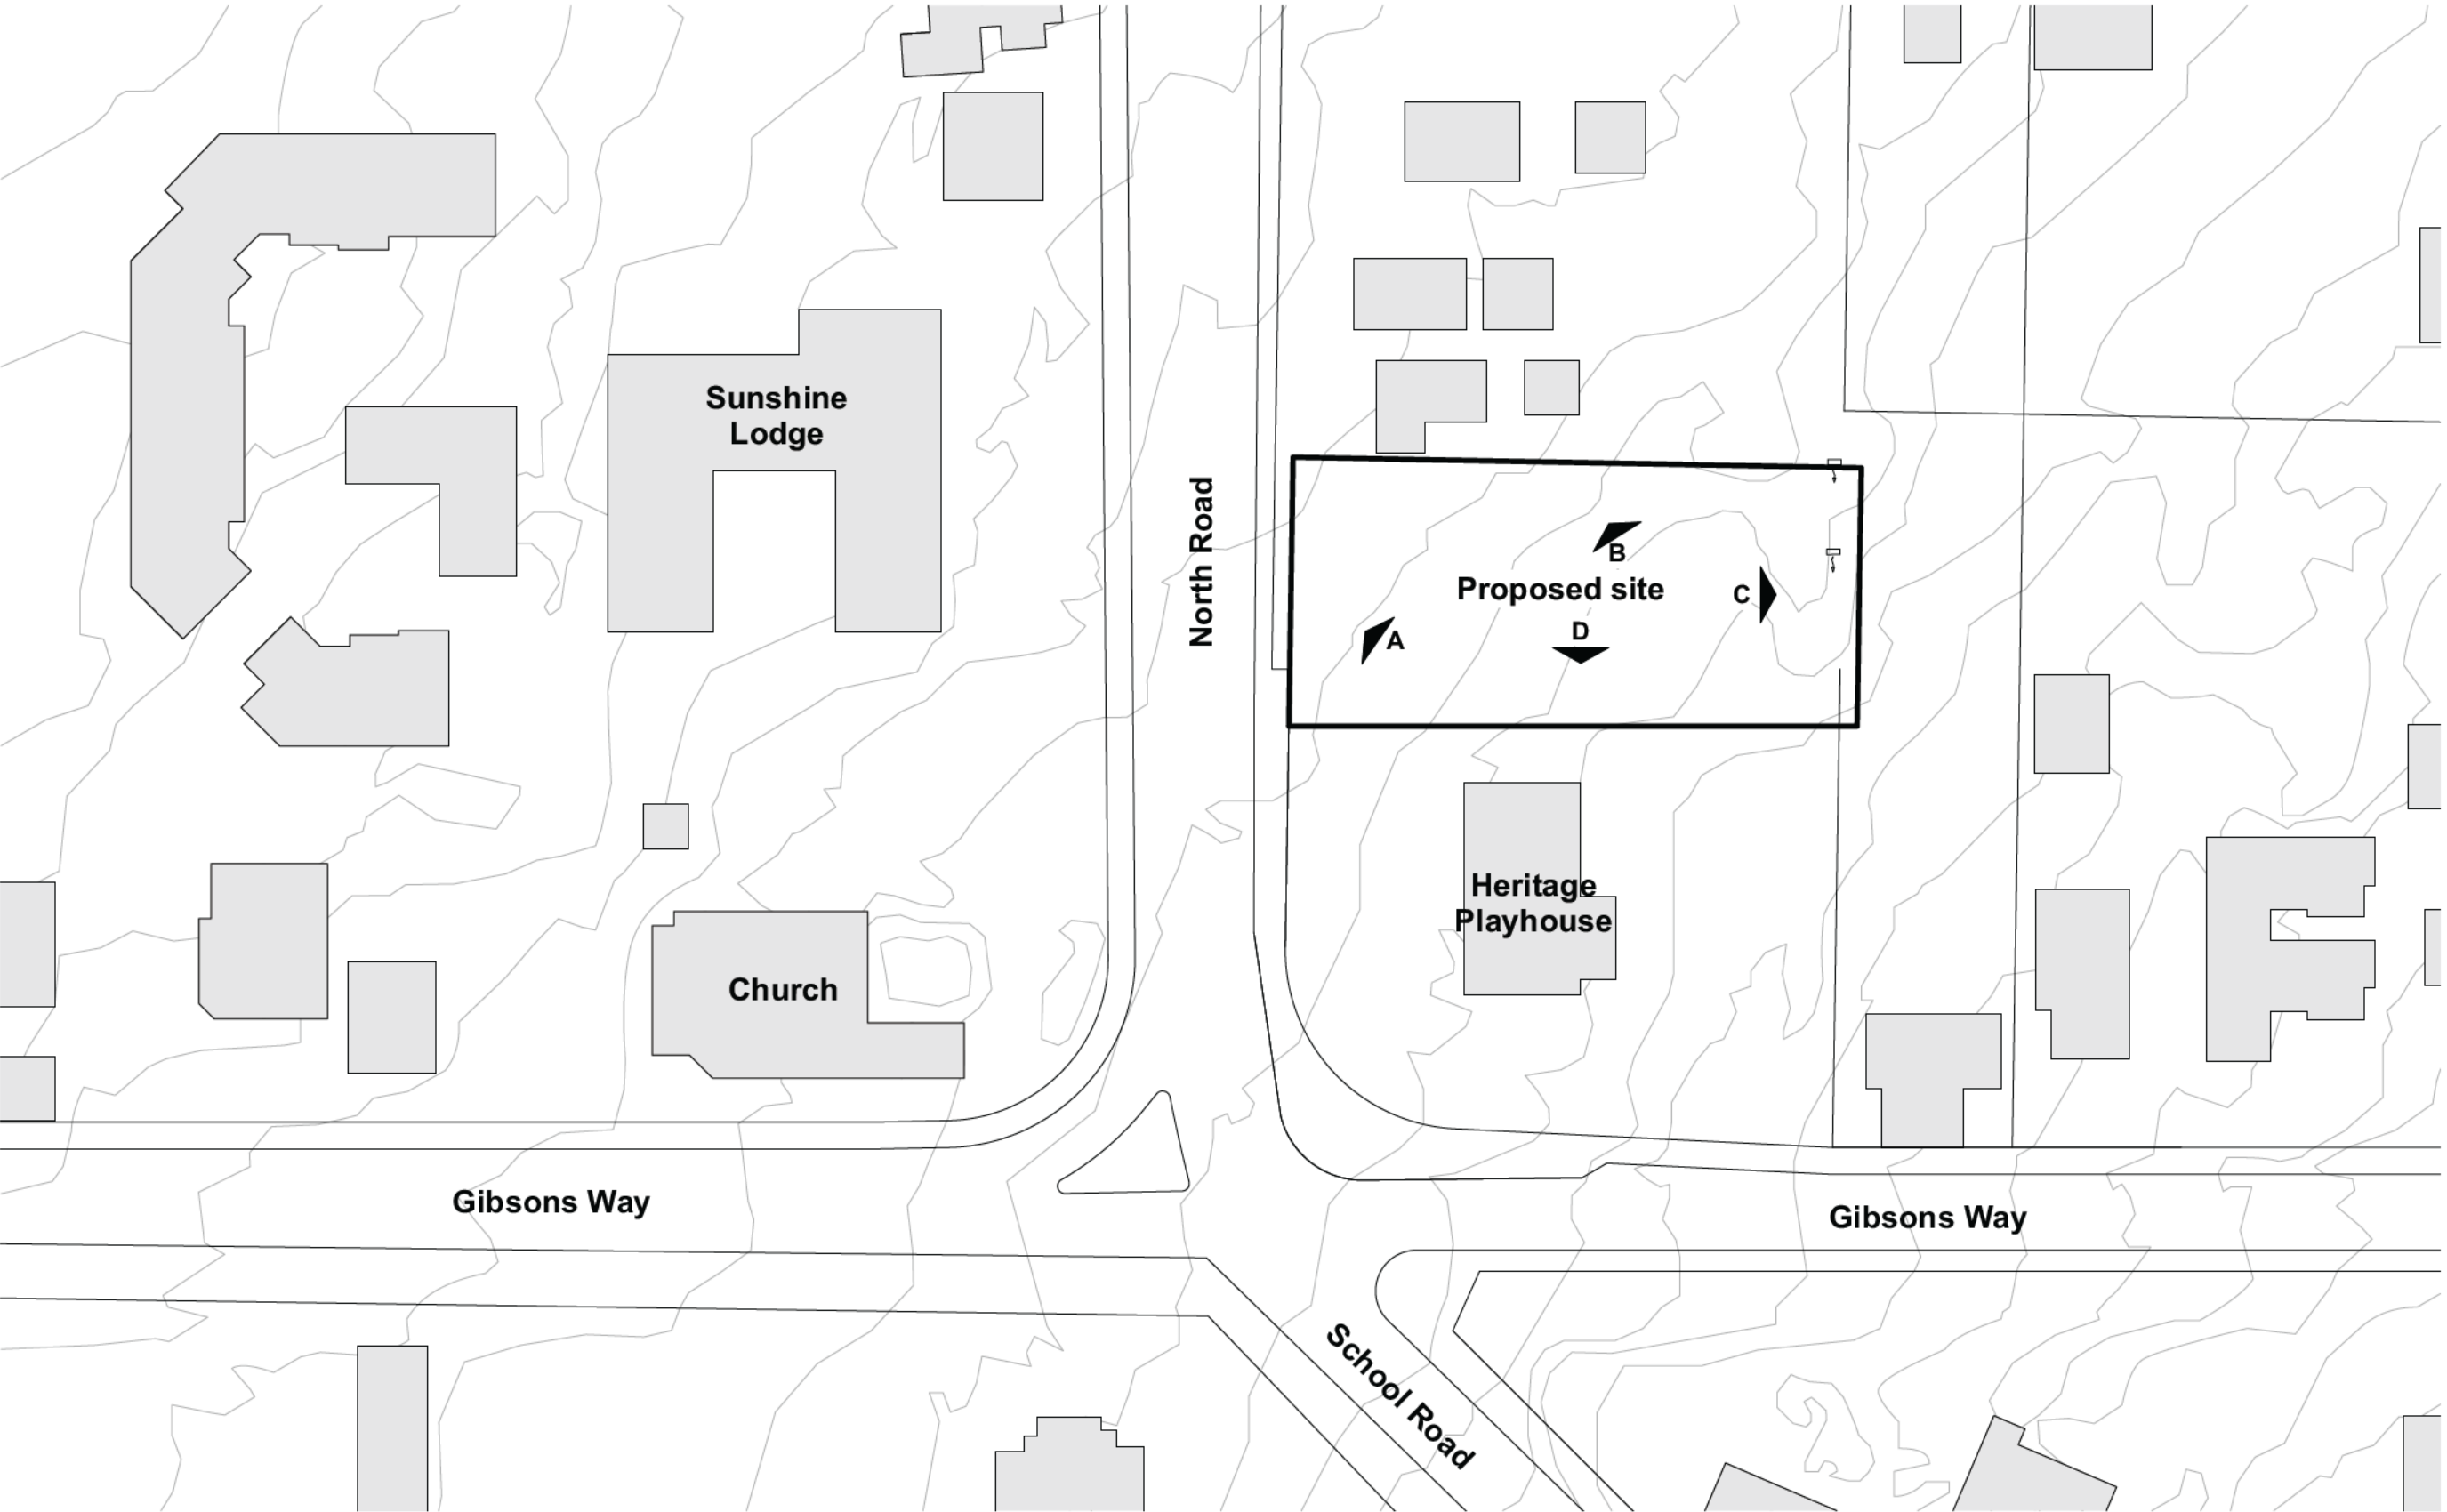 Sunshine
Lodge
North Road
B
Proposed site
C
D
A
Heritage
Playhouse
Church
Gibsons Way
Gibsons Way
School Road